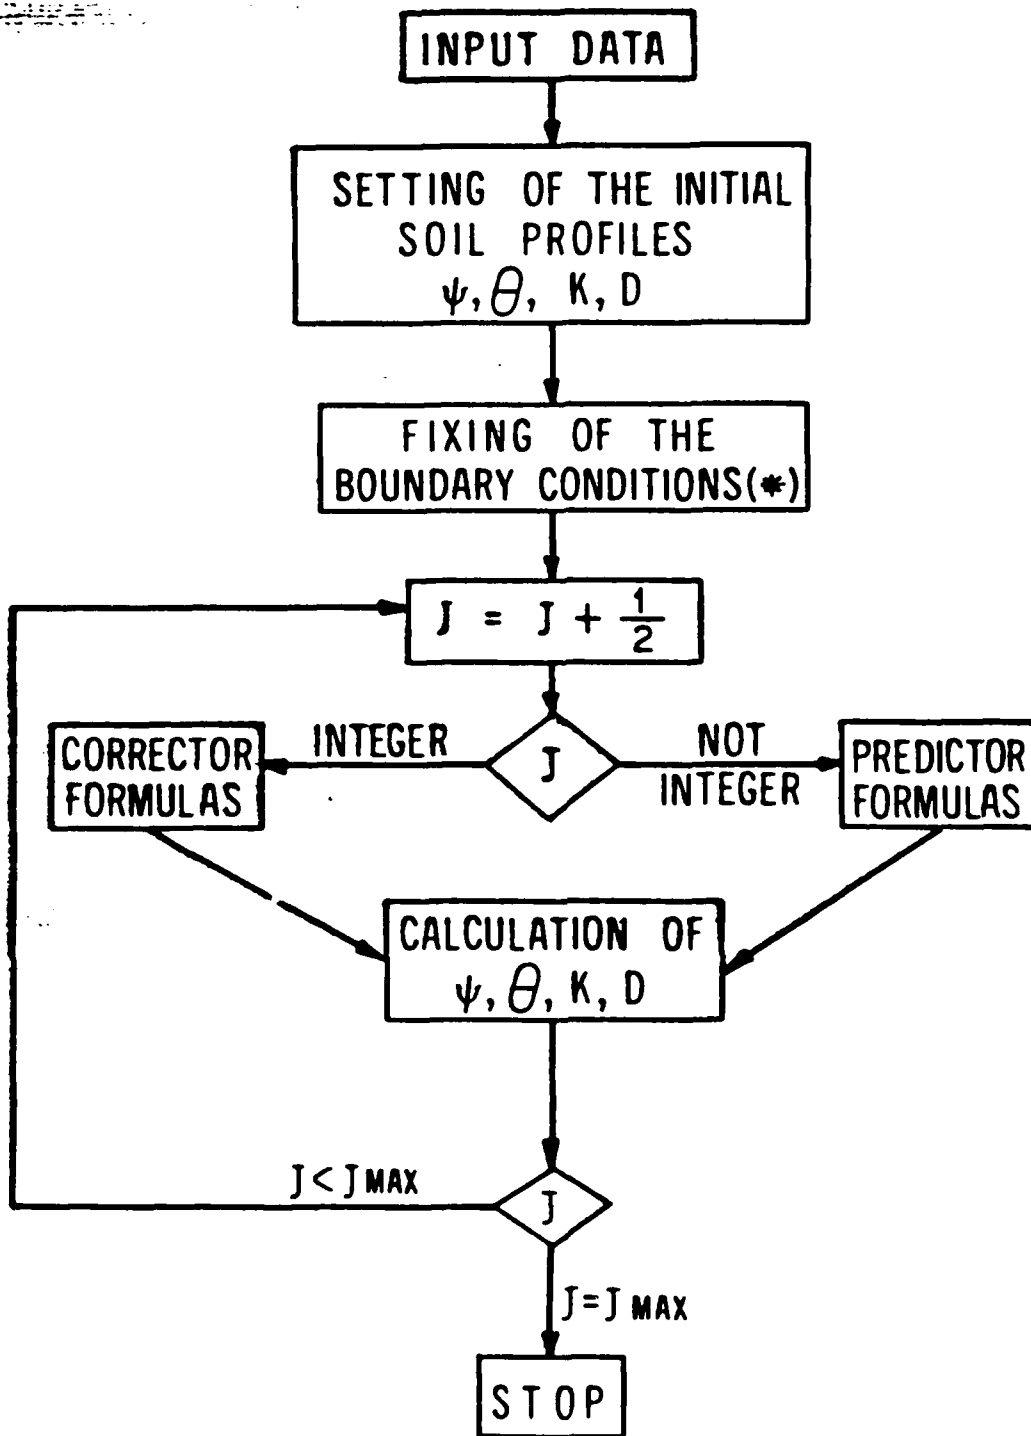 INPUT DATA
SETTING OF THE INITIAL
SOIL PROFILES
ψ, θ, K, D
FIXING OF THE
BOUNDARY CONDITIONS(*)
J = J + 1/2
INTEGER
J
NOT
INTEGER
CORRECTOR
FORMULAS
PREDICTOR
FORMULAS
CALCULATION OF
ψ, θ, K, D
J < J MAX
J
J = J MAX
STOP